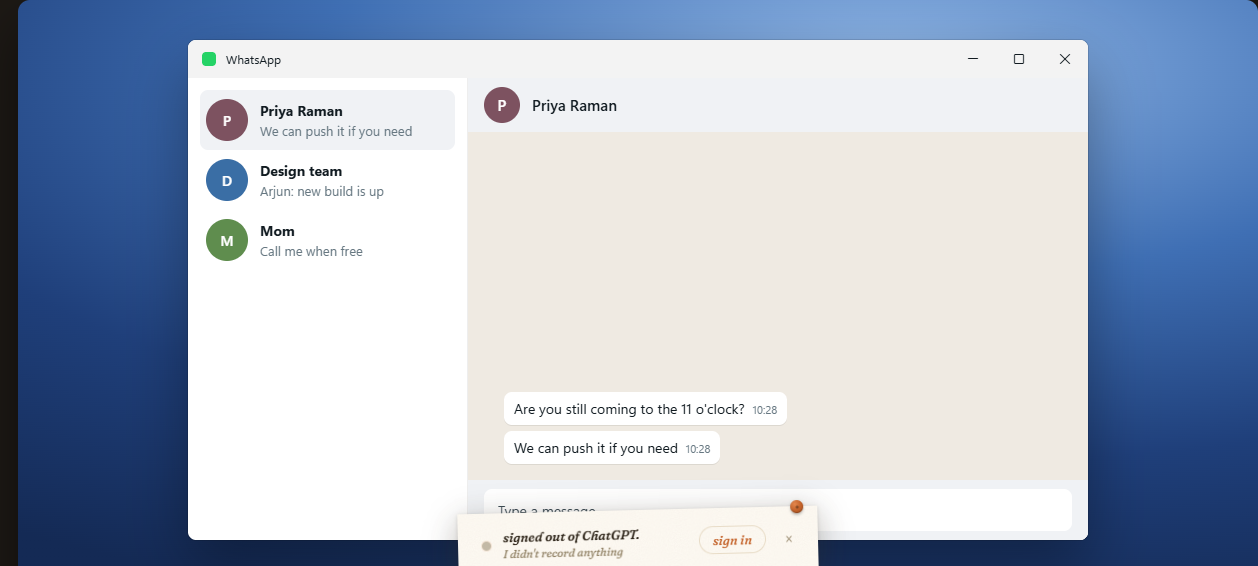 WhatsApp
P
Priya Raman
We can push it if you need
D
Design team
Arjun: new build is up
M
Mom
Call me when free
P
Priya Raman
Are you still coming to the 11 o'clock? 10:28
We can push it if you need 10:28
Type a message
signed out of ChatGPT.
I didn't record anything
sign in
×